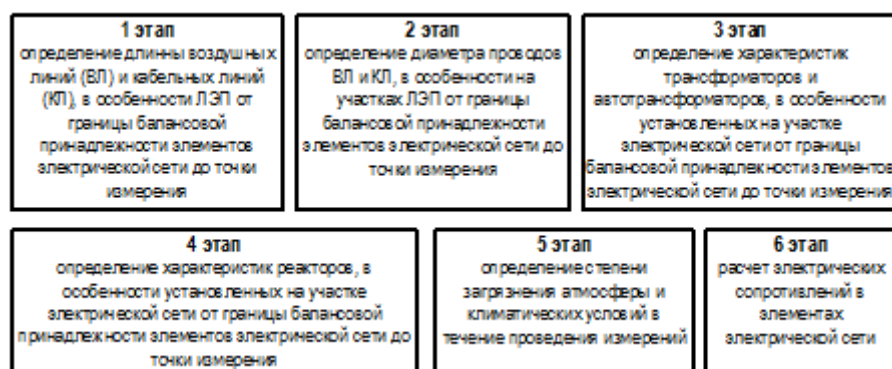 1 этап
определение длинны воздушных
линий (ВЛ) и кабельных линий
(КЛ), в особенности ЛЭП от
границы балансовой
принадлежности элементов
электрической сети до точки
измерения
2 этап
определение диаметра проводов
ВЛ и КЛ, в особенности на
участках ЛЭП от границы
балансовой принадлежности
элементов электрической сети до
точки измерения
3 этап
определение характеристик
трансформаторов и
автотрансформаторов, в особенности
установленных на участке
электрической сети от границы
балансовой принадлежности элементов
электрической сети до точки измерения
4 этап
определение характеристик реакторов, в
особенности установленных на участке
электрической сети от границы балансовой
принадлежности элементов электрической сети до
точки измерения
5 этап
определение степени
загрязнения атмосферы и
климатических условий в
течение проведения измерений
6 этап
расчет электрических
сопротивлений в
элементах
электрической сети